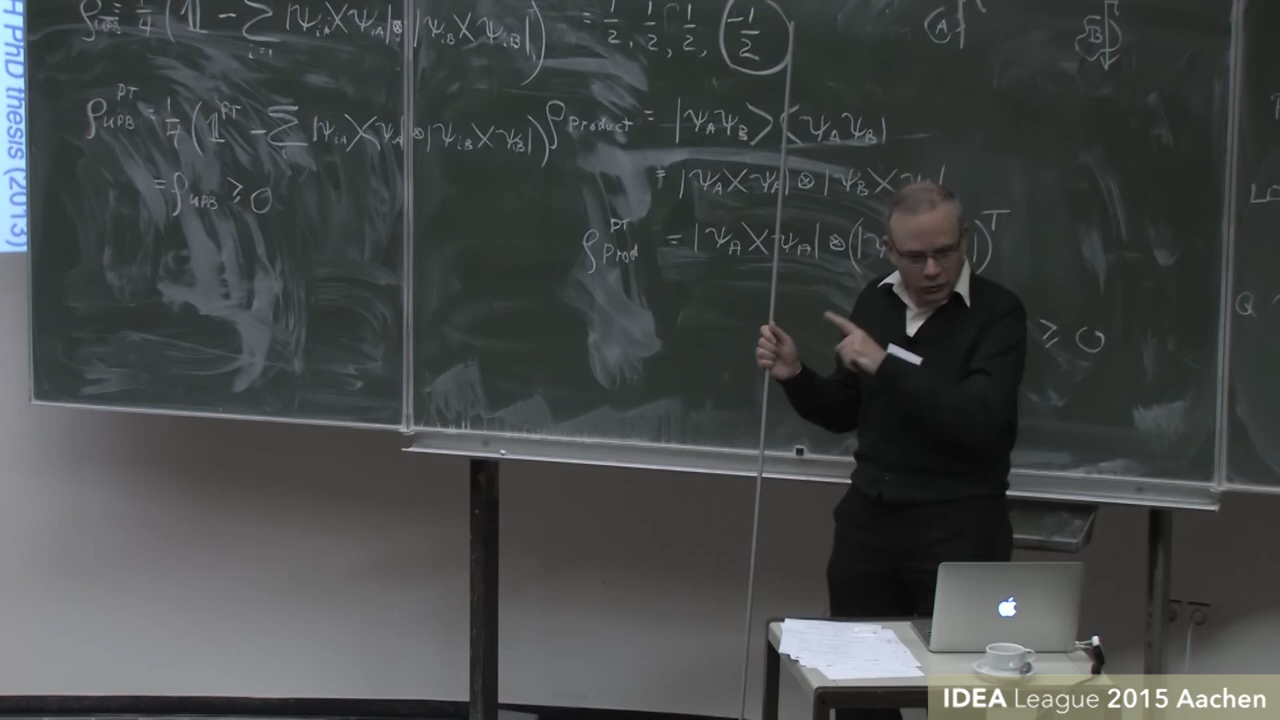 H PhD thesis (2013)
ρ_UPB = 1/4 (𝟙 - Σ_{i=1} |ψ_iA⟩⟨ψ_iA| ⊗ |ψ_iB⟩⟨ψ_iB|)
ρ_UPB^PT = 1/4 (𝟙^PT - Σ |ψ_iA⟩⟨ψ_iA| ⊗ |ψ_iB⟩⟨ψ_iB|)
= ρ_UPB ≥ 0
= 1/2, 1/2, 1/2, (-1/2)
ρ_Product = |ψ_A ψ_B⟩⟨ψ_A ψ_B|
= |ψ_A⟩⟨ψ_A| ⊗ |ψ_B⟩⟨
ρ_Prod^PT = |ψ_A⟩⟨ψ_A| ⊗ (| )^T
≥ 0
A
B
Q
IDEA League 2015 Aachen